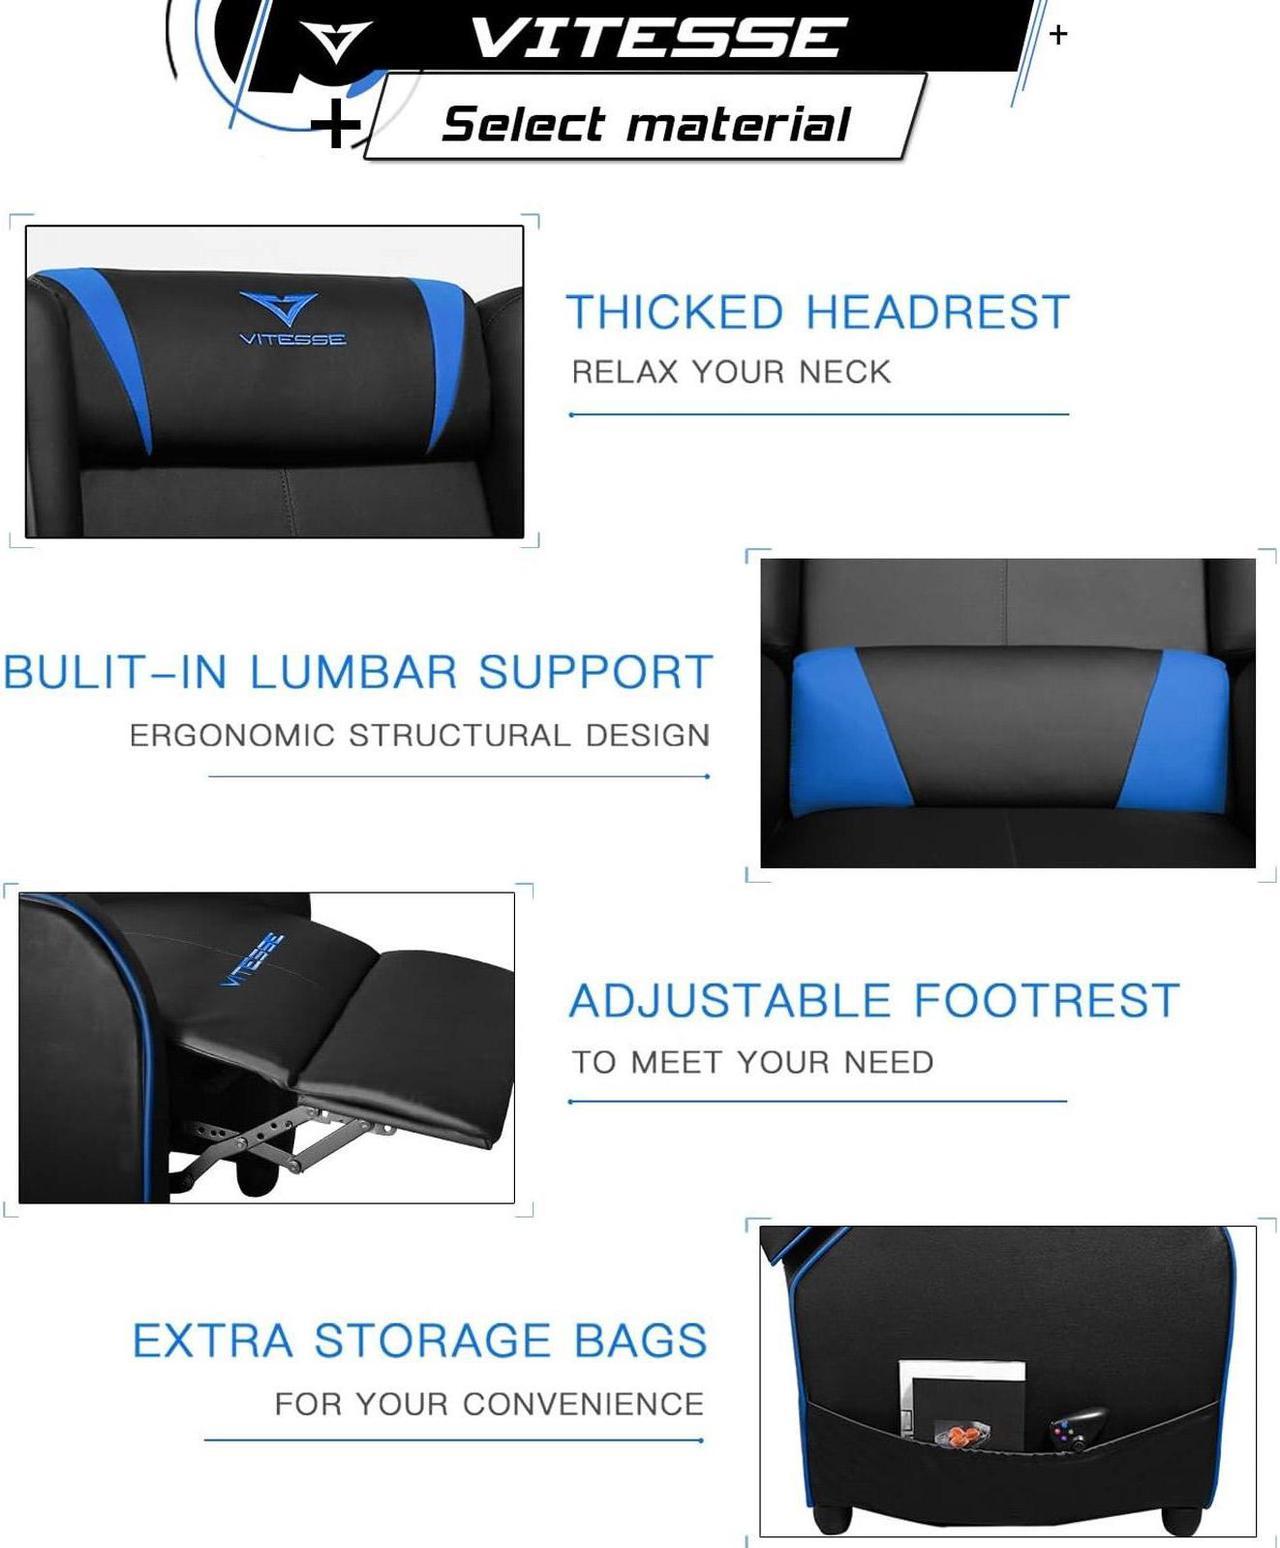 VITESSE
Select material
VITESSE
THICKED HEADREST
RELAX YOUR NECK
BULIT-IN LUMBAR SUPPORT
ERGONOMIC STRUCTURAL DESIGN
VITESSE
ADJUSTABLE FOOTREST
TO MEET YOUR NEED
EXTRA STORAGE BAGS
FOR YOUR CONVENIENCE